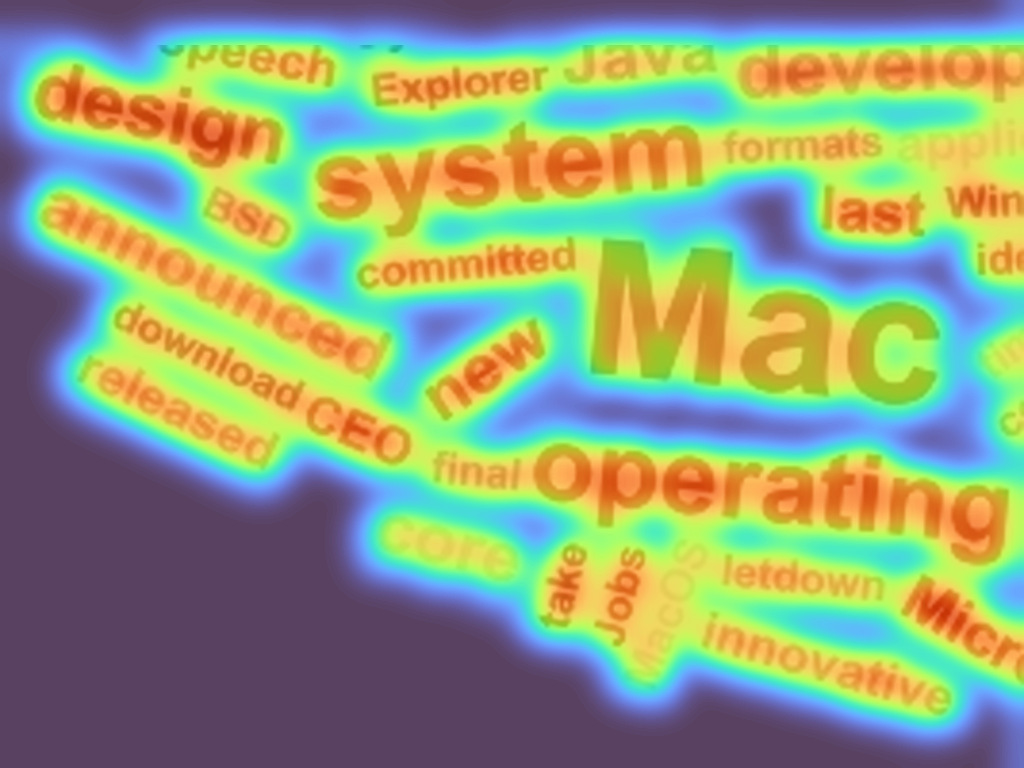 speech
Explorer
Java
develop
design
system
formats
applic
BSD
last
Win
announced
committed
ide
Mac
download
new
released
CEO
final
operating
core
take
Jobs
MacOS
letdown
Micro
innovative